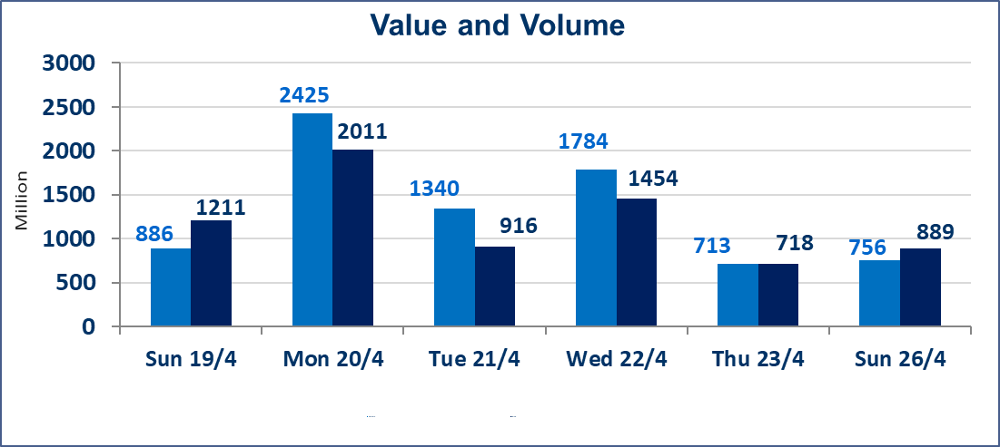 Value and Volume
3000
2500
2000
1500
1000
500
0
Million
886
1211
2425
2011
1340
916
1784
1454
713
718
756
889
Sun 19/4
Mon 20/4
Tue 21/4
Wed 22/4
Thu 23/4
Sun 26/4